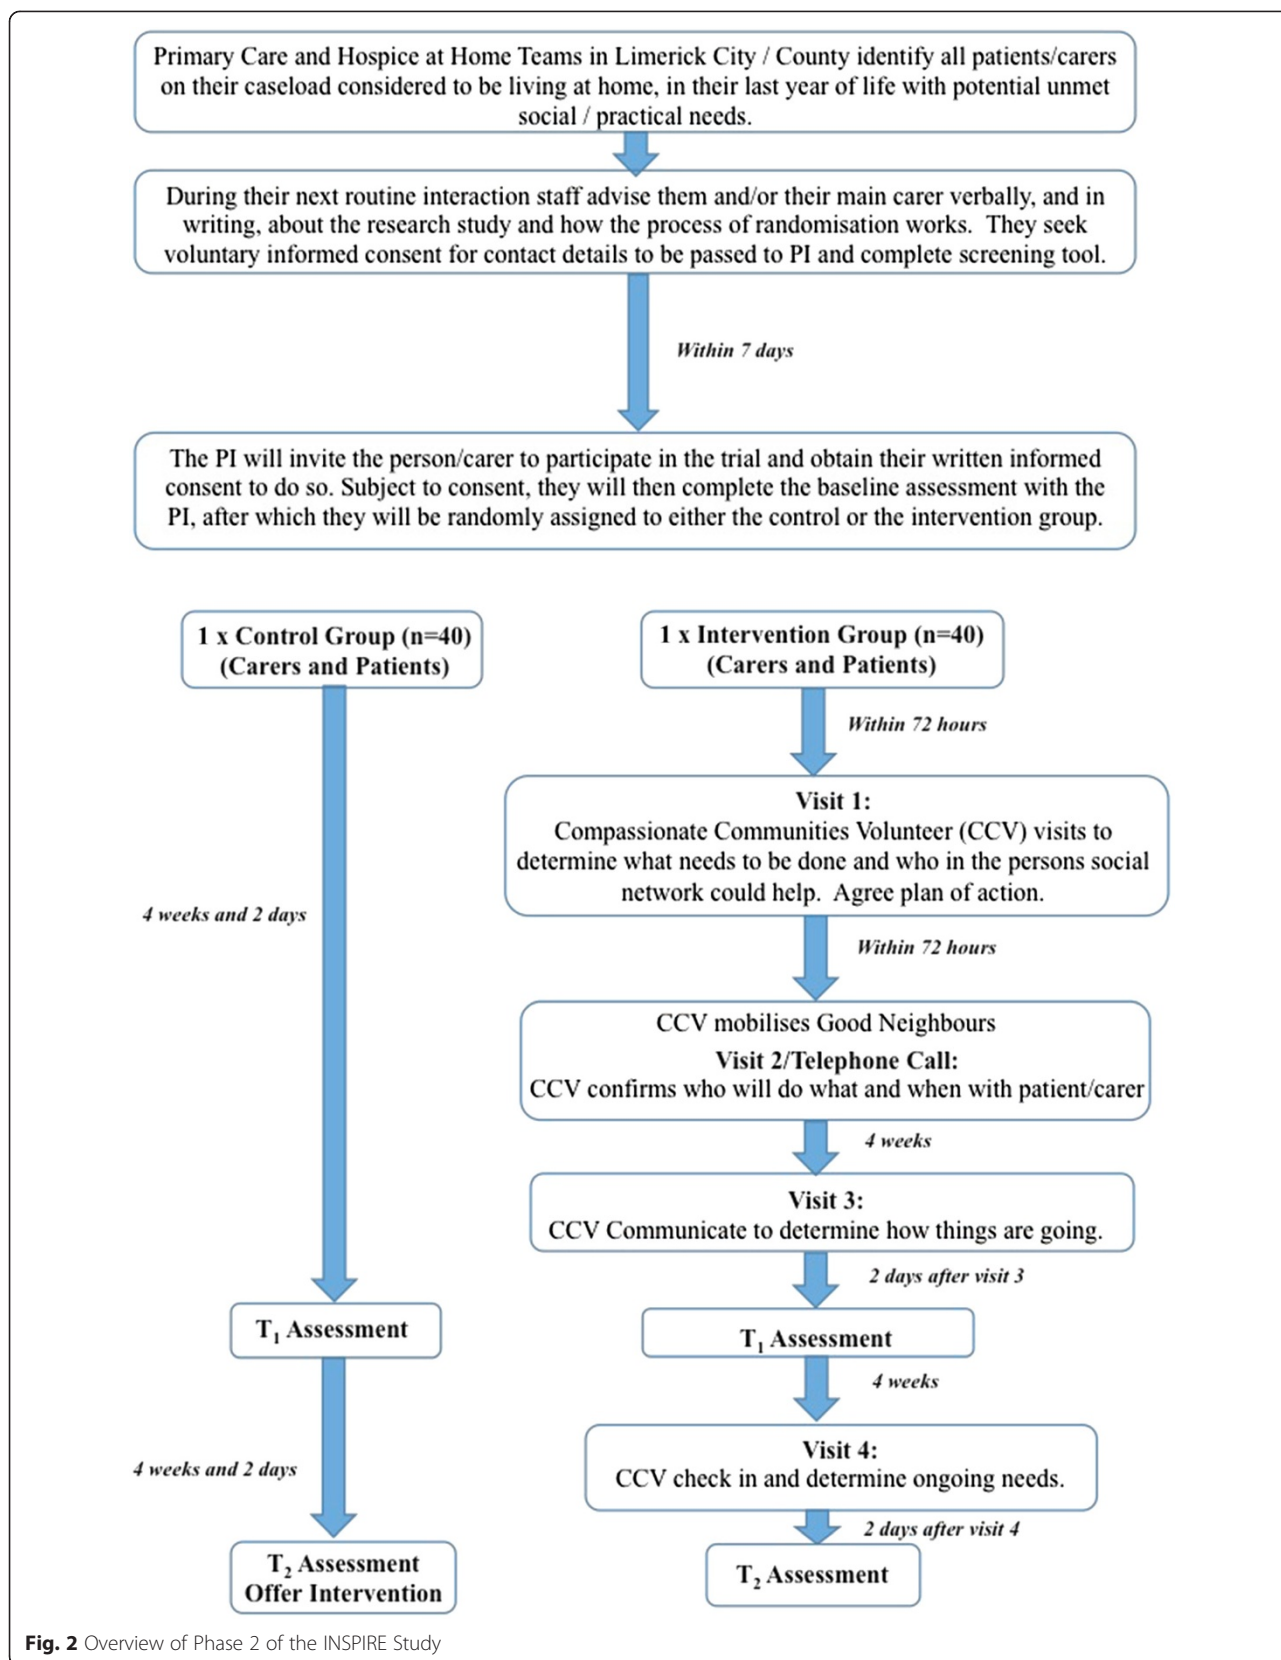 Primary Care and Hospice at Home Teams in Limerick City / County identify all patients/carers
on their caseload considered to be living at home, in their last year of life with potential unmet
social / practical needs.
During their next routine interaction staff advise them and/or their main carer verbally, and in
writing, about the research study and how the process of randomisation works.  They seek
voluntary informed consent for contact details to be passed to PI and complete screening tool.
Within 7 days
The PI will invite the person/carer to participate in the trial and obtain their written informed
consent to do so. Subject to consent, they will then complete the baseline assessment with the
PI, after which they will be randomly assigned to either the control or the intervention group.
1 x Control Group (n=40)
(Carers and Patients)
4 weeks and 2 days
T1 Assessment
4 weeks and 2 days
T2 Assessment
Offer Intervention
1 x Intervention Group (n=40)
(Carers and Patients)
Within 72 hours
Visit 1:
Compassionate Communities Volunteer (CCV) visits to
determine what needs to be done and who in the persons social
network could help.  Agree plan of action.
Within 72 hours
CCV mobilises Good Neighbours
Visit 2/Telephone Call:
CCV confirms who will do what and when with patient/carer
4 weeks
Visit 3:
CCV Communicate to determine how things are going.
2 days after visit 3
T1 Assessment
4 weeks
Visit 4:
CCV check in and determine ongoing needs.
2 days after visit 4
T2 Assessment
Fig. 2 Overview of Phase 2 of the INSPIRE Study